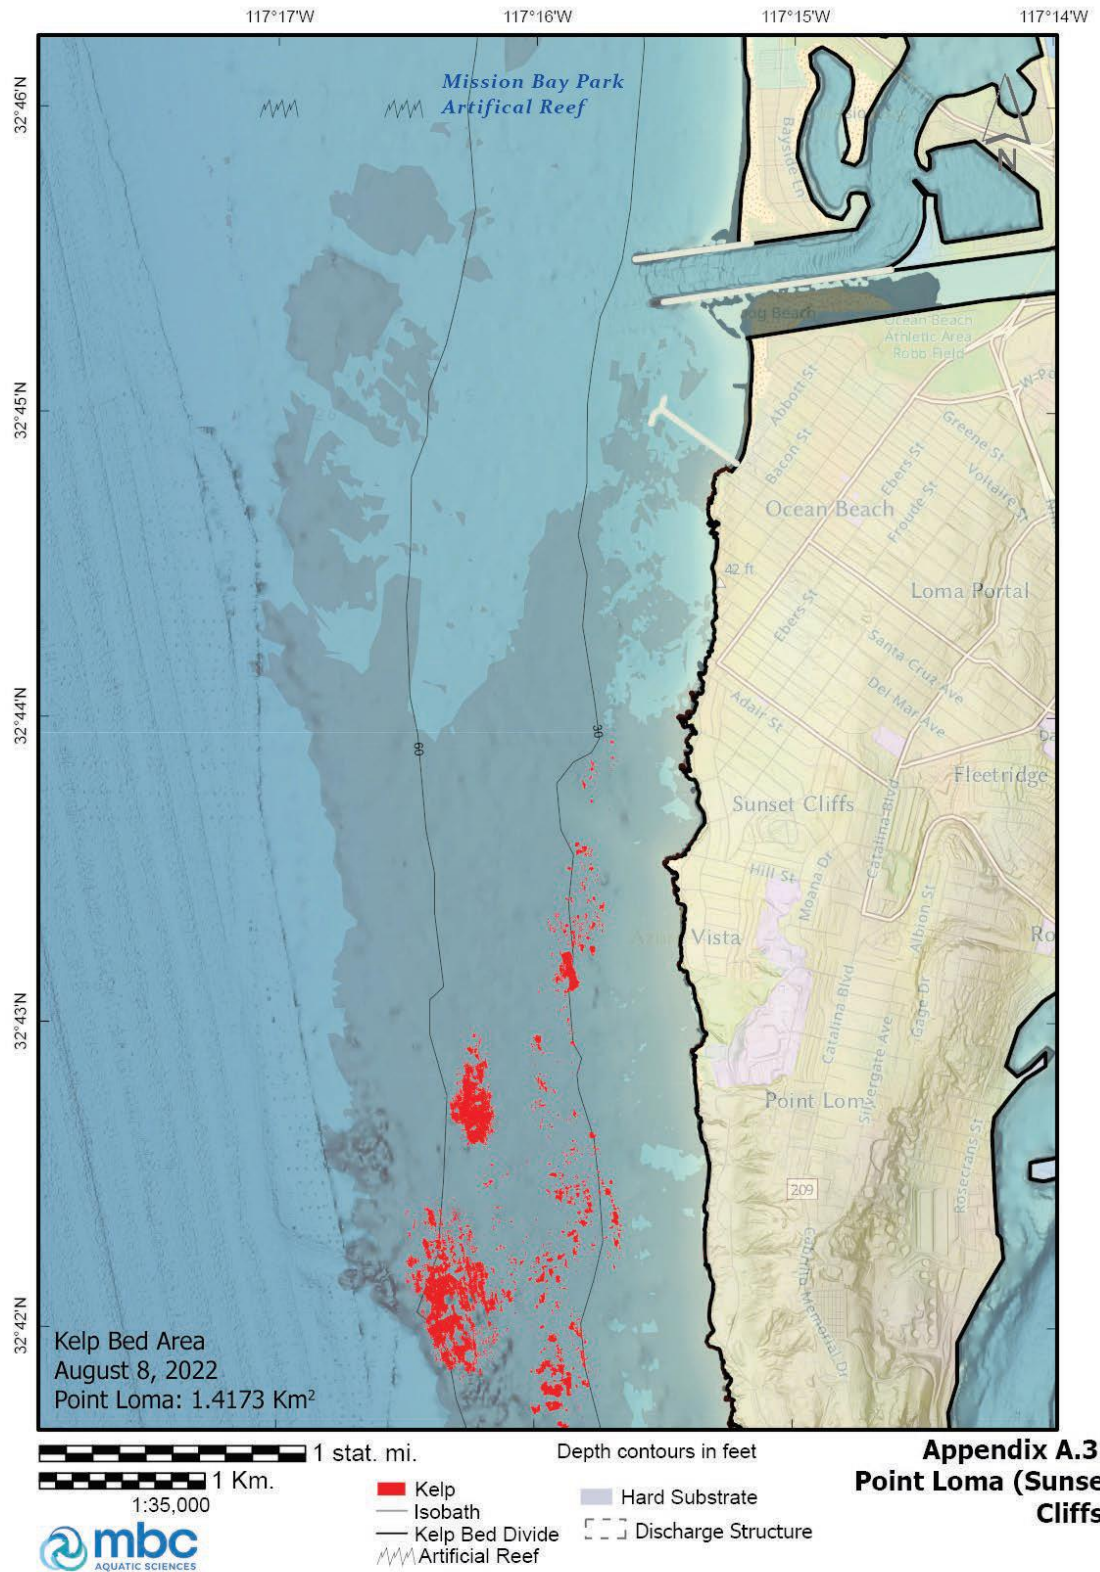 117°17'W
117°16'W
117°15'W
117°14'W
32°46'N
32°45'N
32°44'N
32°43'N
32°42'N
Mission Bay Park
Artifical Reef
N
Bayside Ln
Beach
Ocean Beach
Athletic Area
Robb Field
W Po
Abbott St
Bacon St
Greene St
Ebers St
Voltaire St
Froude St
Ocean Beach
42 ft
Loma Portal
Ebers St
Santa Cruz Ave
Del Mar Ave
Adair St
30
60
Fleetridge
Sunset Cliffs
Catalina Blvd
Hill St
Moana Dr
Albion St
Vista
Ro
Gage Dr
Catalina Blvd
Silvergate Ave
Point Lom
Rosecrans St
209
Cabrillo Memorial Dr
Kelp Bed Area
August 8, 2022
Point Loma: 1.4173 Km²
1 stat. mi.
1 Km.
1:35,000
mbc
AQUATIC SCIENCES
Depth contours in feet
Kelp
Isobath
Kelp Bed Divide
Artificial Reef
Hard Substrate
Discharge Structure
Appendix A.3
Point Loma (Sunse
Cliffs